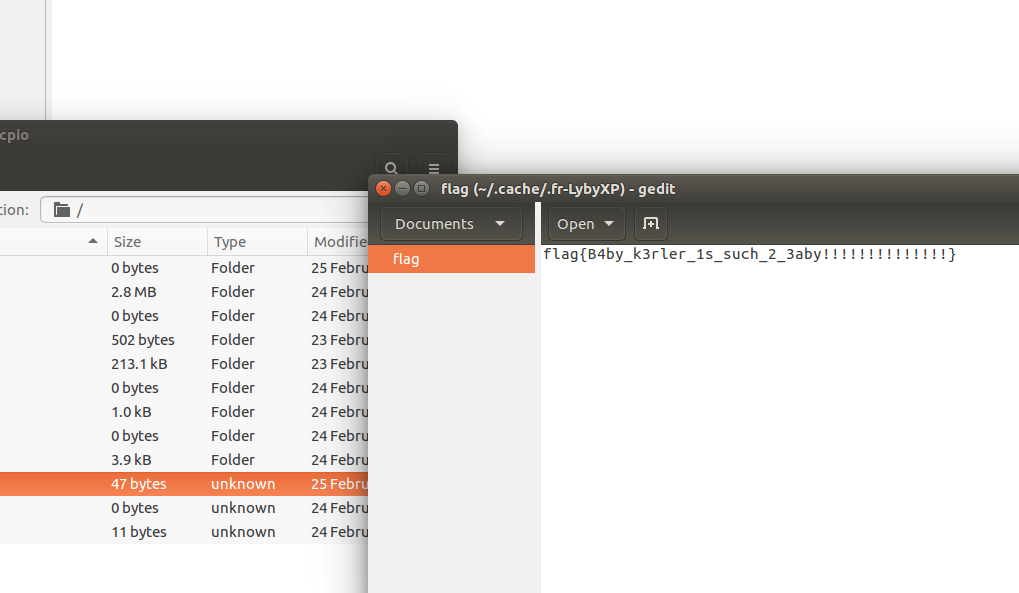 cpio
flag (~/.cache/.fr-LybyXP) - gedit
tion: /
Documents Open
Size Type Modifie
flag
flag{B4by_k3rler_1s_such_2_3aby!!!!!!!!!!!!!!}
0 bytes Folder 25 Febru
2.8 MB Folder 24 Febru
0 bytes Folder 24 Febru
502 bytes Folder 23 Febru
213.1 kB Folder 23 Febru
0 bytes Folder 24 Febru
1.0 kB Folder 24 Febru
0 bytes Folder 24 Febru
3.9 kB Folder 24 Febru
47 bytes unknown 25 Febru
0 bytes unknown 24 Febru
11 bytes unknown 24 Febru